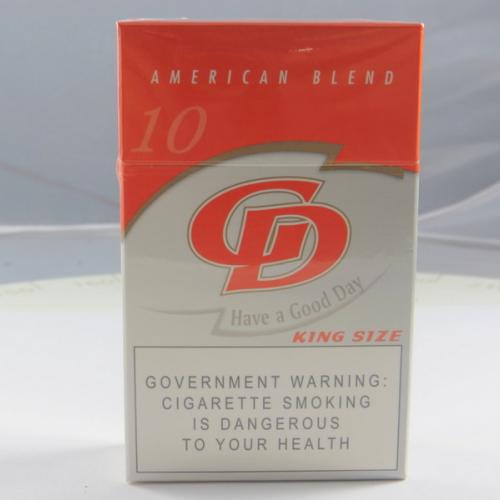 AMERICAN BLEND
10
GD
Have a Good Day
KING SIZE
GOVERNMENT WARNING:
CIGARETTE SMOKING
IS DANGEROUS
TO YOUR HEALTH